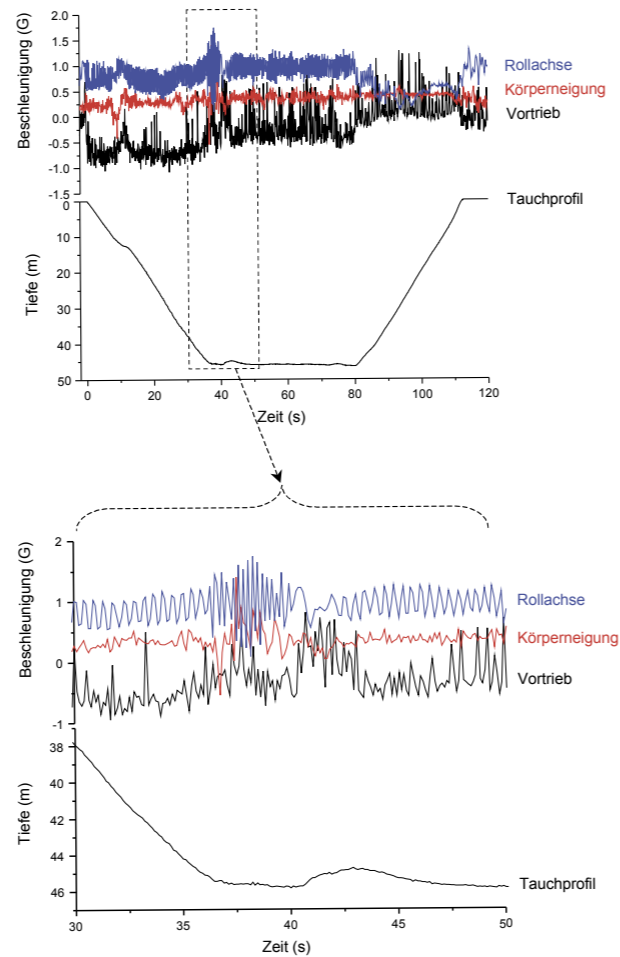 Beschleunigung (G)
2.0
1.5
1.0
0.5
0.0
-0.5
-1.0
-1.5
Rollachse
Körperneigung
Vortrieb
Tiefe (m)
0
10
20
30
40
50
Tauchprofil
0 20 40 60 80 100 120
Zeit (s)
Beschleunigung (G)
2
1
0
-1
Rollachse
Körperneigung
Vortrieb
Tiefe (m)
38
40
42
44
46
Tauchprofil
30 35 40 45 50
Zeit (s)